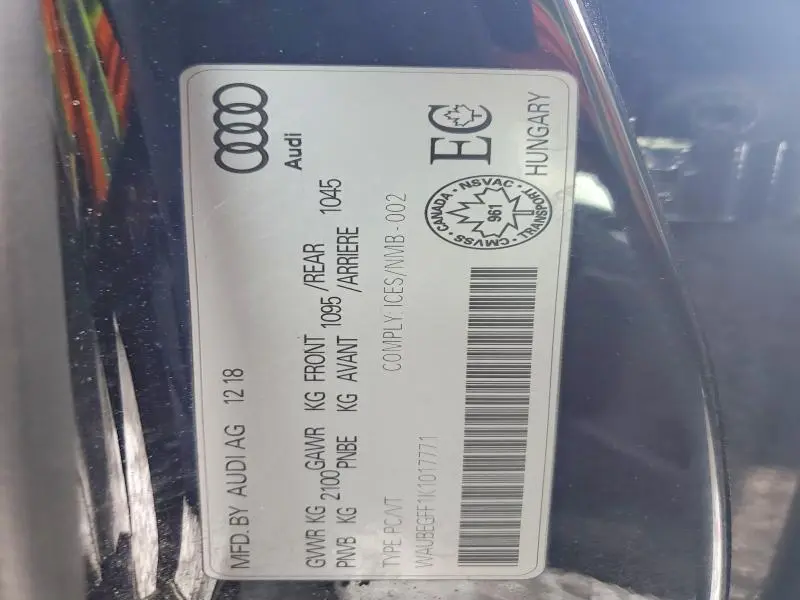 Audi
MFD. BY AUDI AG 12 18
GVWR KG 2100 GAWR KG FRONT 1095 /REAR 1045
PNVB KG PNBE KG AVANT /ARRIERE
TYPE PC/VT COMPLY: ICES/NMB - 002
WAUBEGFF1K1017771
CANADA · NSVAC · TRANSPORT · CMVSS ·
961
EC
HUNGARY